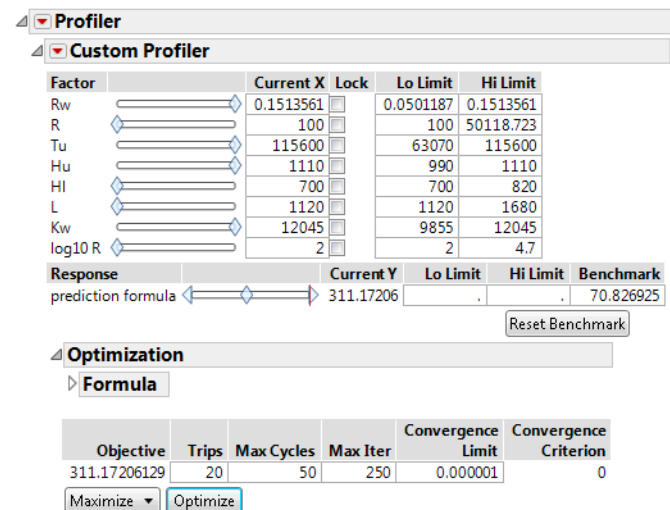 Profiler
Custom Profiler
Factor Current X Lock Lo Limit Hi Limit
Rw 0.1513561 0.0501187 0.1513561
R 100 100 50118.723
Tu 115600 63070 115600
Hu 1110 990 1110
Hl 700 700 820
L 1120 1120 1680
Kw 12045 9855 12045
log10 R 2 2 4.7
Response Current Y Lo Limit Hi Limit Benchmark
prediction formula 311.17206 . . 70.826925
Reset Benchmark
Optimization
Formula
Convergence Convergence
Objective Trips Max Cycles Max Iter Limit Criterion
311.17206129 20 50 250 0.000001 0
Maximize Optimize